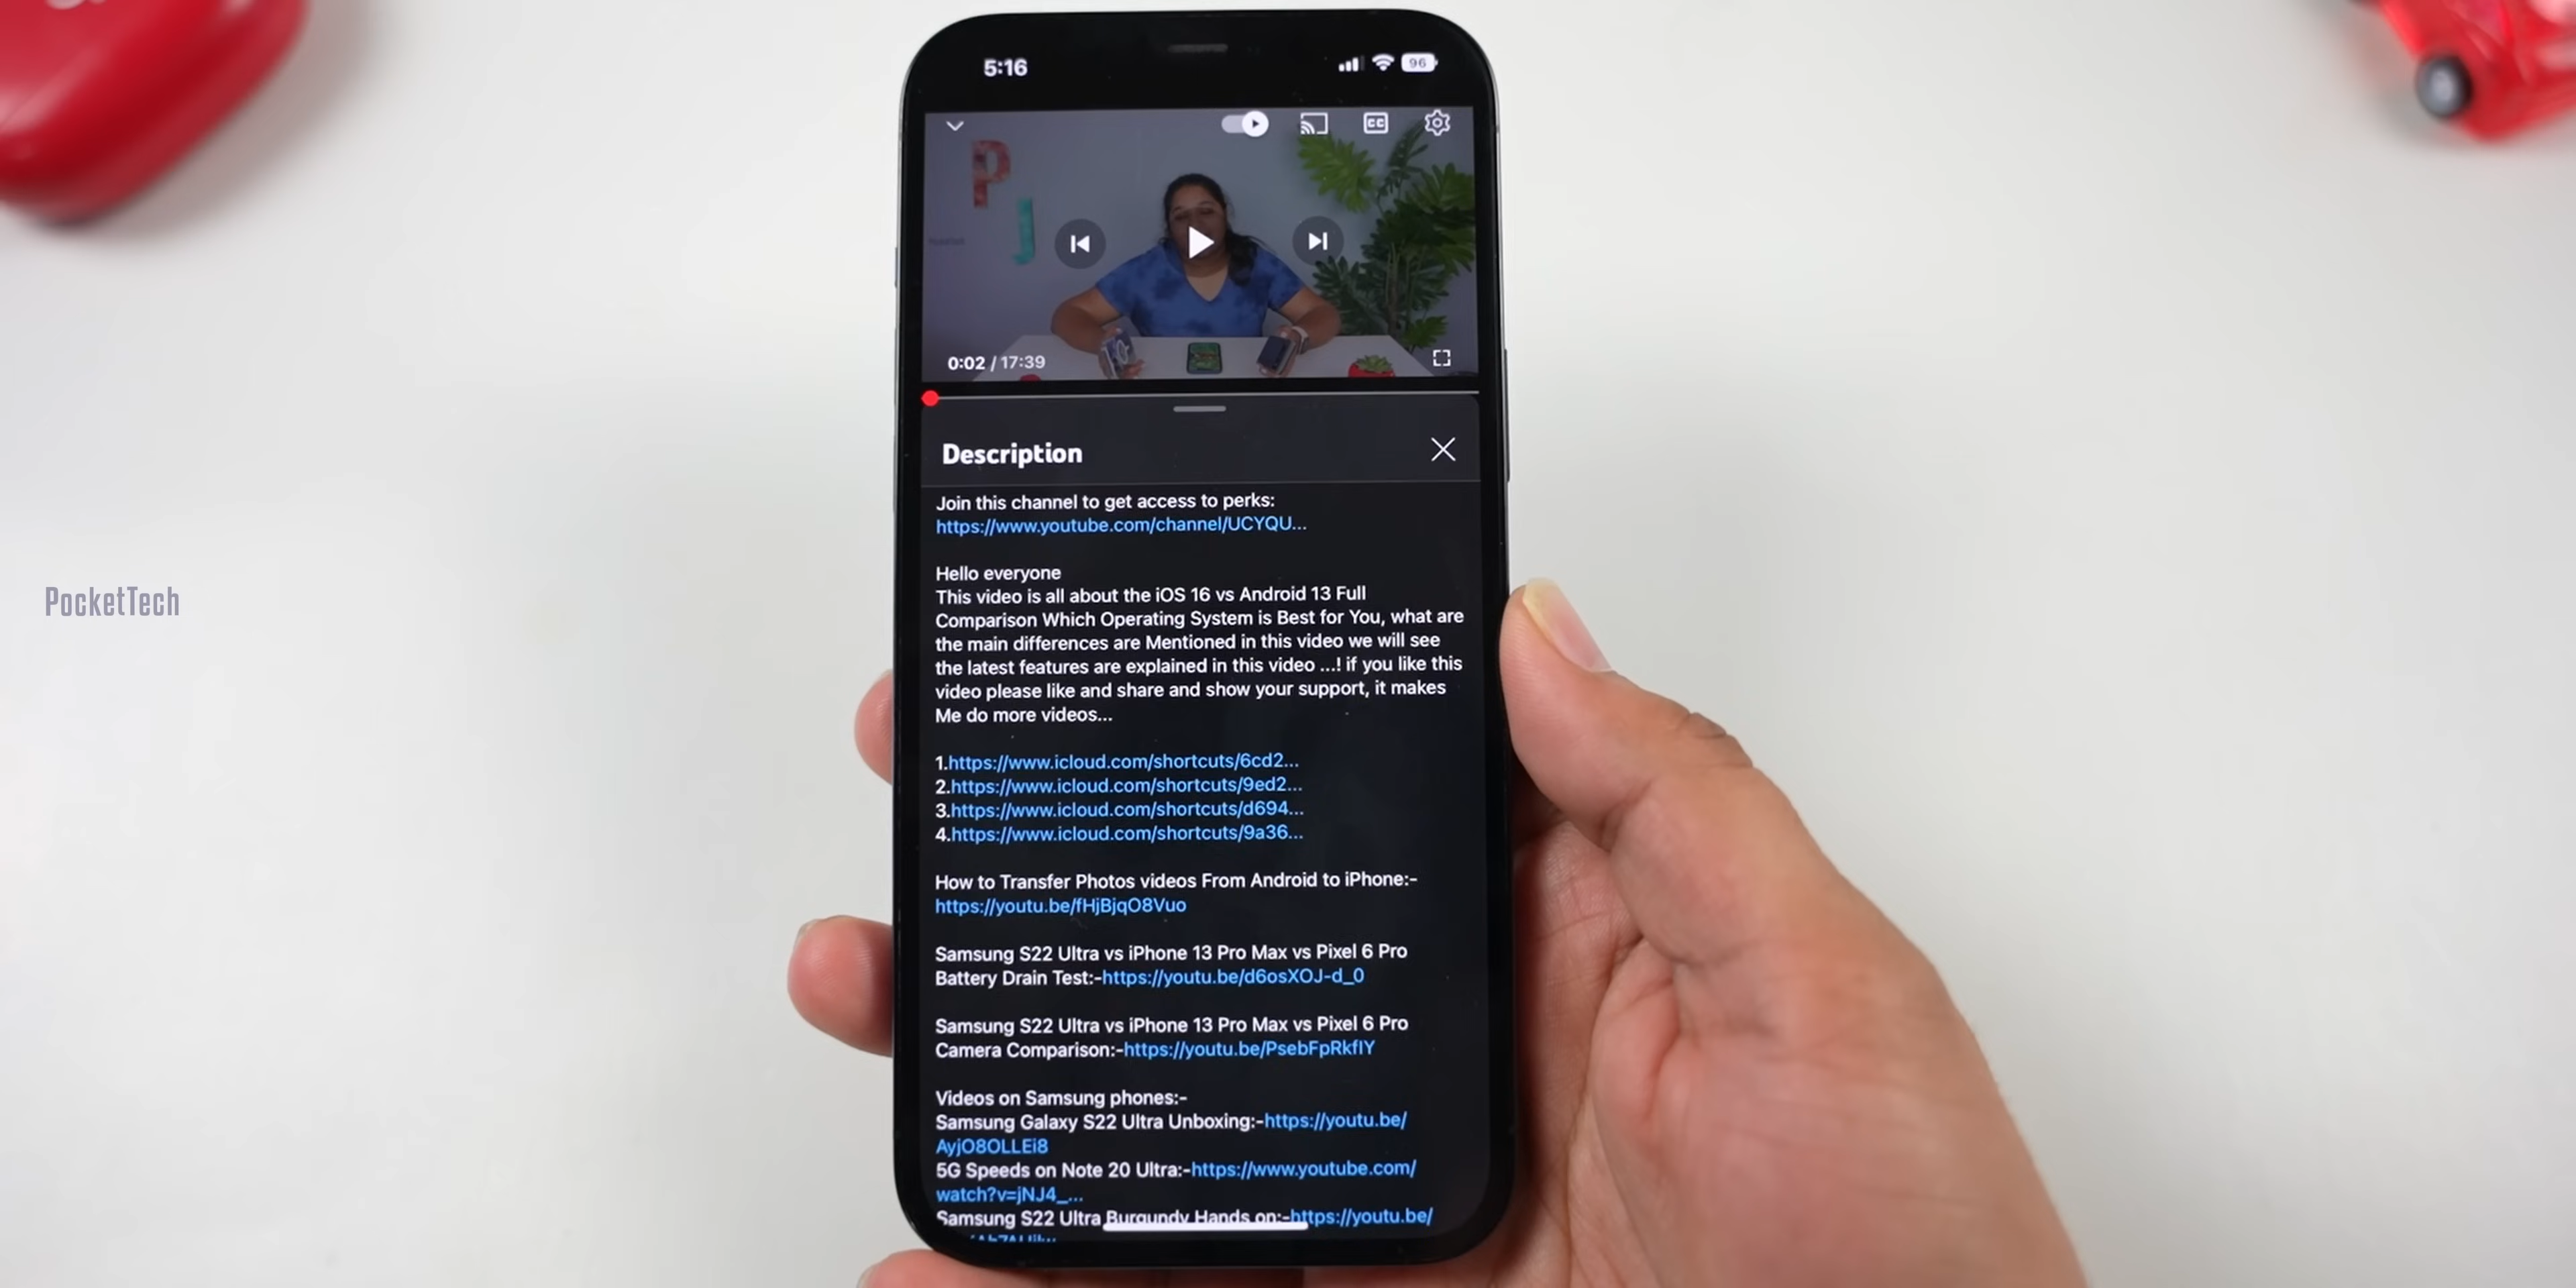 5:16
96
P
J
CC
0:02 / 17:39
Description
Join this channel to get access to perks:
https://www.youtube.com/channel/UCYQU...
Hello everyone
This video is all about the iOS 16 vs Android 13 Full
Comparison Which Operating System is Best for You, what are
the main differences are Mentioned in this video we will see
the latest features are explained in this video ...! if you like this
video please like and share and show your support, it makes
Me do more videos...
PocketTech
1.https://www.icloud.com/shortcuts/6cd2...
2.https://www.icloud.com/shortcuts/9ed2...
3.https://www.icloud.com/shortcuts/d694...
4.https://www.icloud.com/shortcuts/9a36...
How to Transfer Photos videos From Android to iPhone:-
https://youtu.be/fHjBjqO8Vuo
Samsung S22 Ultra vs iPhone 13 Pro Max vs Pixel 6 Pro
Battery Drain Test:-https://youtu.be/d6osXOJ-d_0
Samsung S22 Ultra vs iPhone 13 Pro Max vs Pixel 6 Pro
Camera Comparison:-https://youtu.be/PsebFpRkfIY
Videos on Samsung phones:-
Samsung Galaxy S22 Ultra Unboxing:-https://youtu.be/
AyjO8OLLEi8
5G Speeds on Note 20 Ultra:-https://www.youtube.com/
watch?v=jNJ4_...
Samsung S22 Ultra Burgundy Hands on:-https://youtu.be/